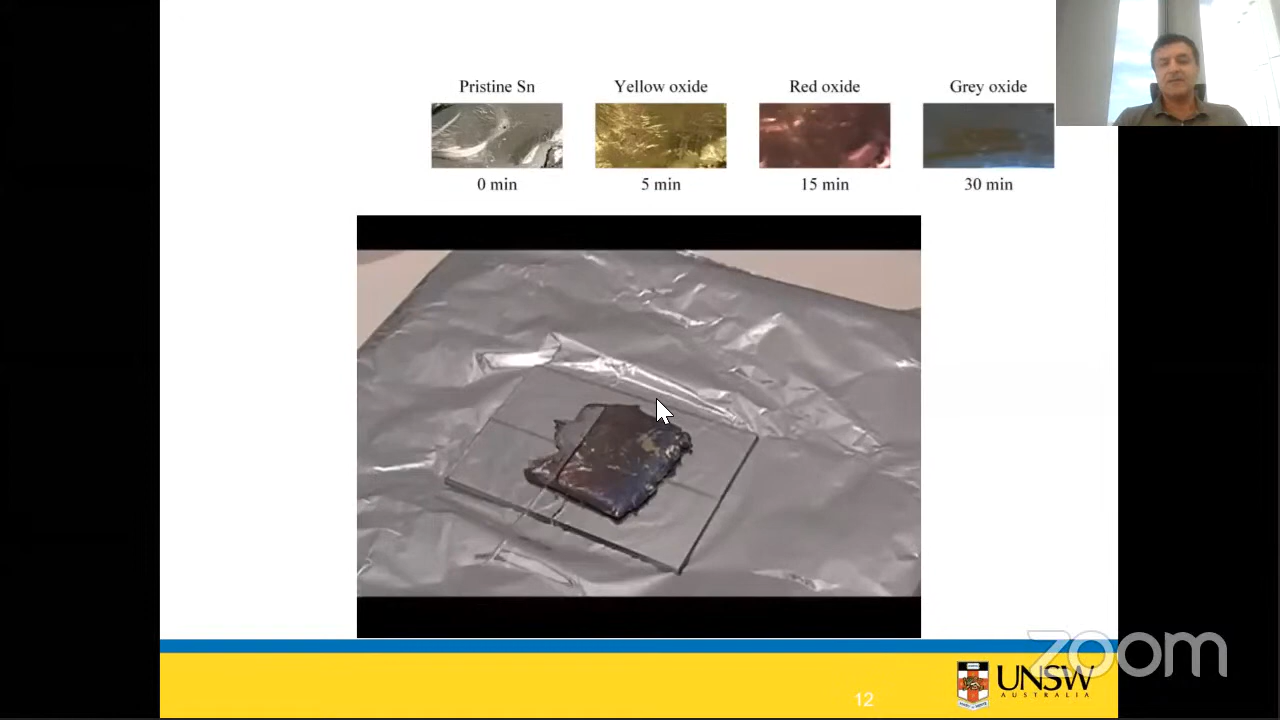 Pristine Sn Yellow oxide Red oxide Grey oxide
0 min 5 min 15 min 30 min
12
UNSW
AUSTRALIA
zoom